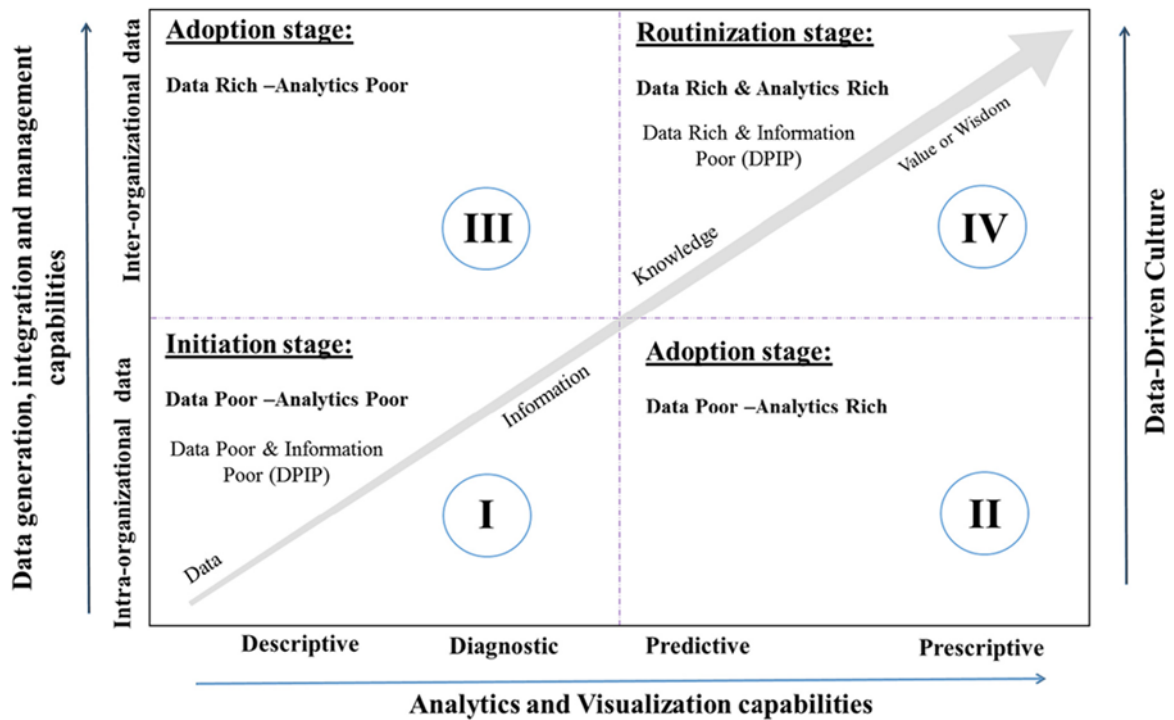 Data generation, integration and management
capabilities
Inter-organizational data
Intra-organizational data
Adoption stage:
Data Rich –Analytics Poor
III
Routinization stage:
Data Rich & Analytics Rich
Data Rich & Information
Poor (DPIP)
IV
Initiation stage:
Data Poor –Analytics Poor
Data Poor & Information
Poor (DPIP)
I
Adoption stage:
Data Poor –Analytics Rich
II
Data
Information
Knowledge
Value or Wisdom
Data-Driven Culture
Descriptive
Diagnostic
Predictive
Prescriptive
Analytics and Visualization capabilities